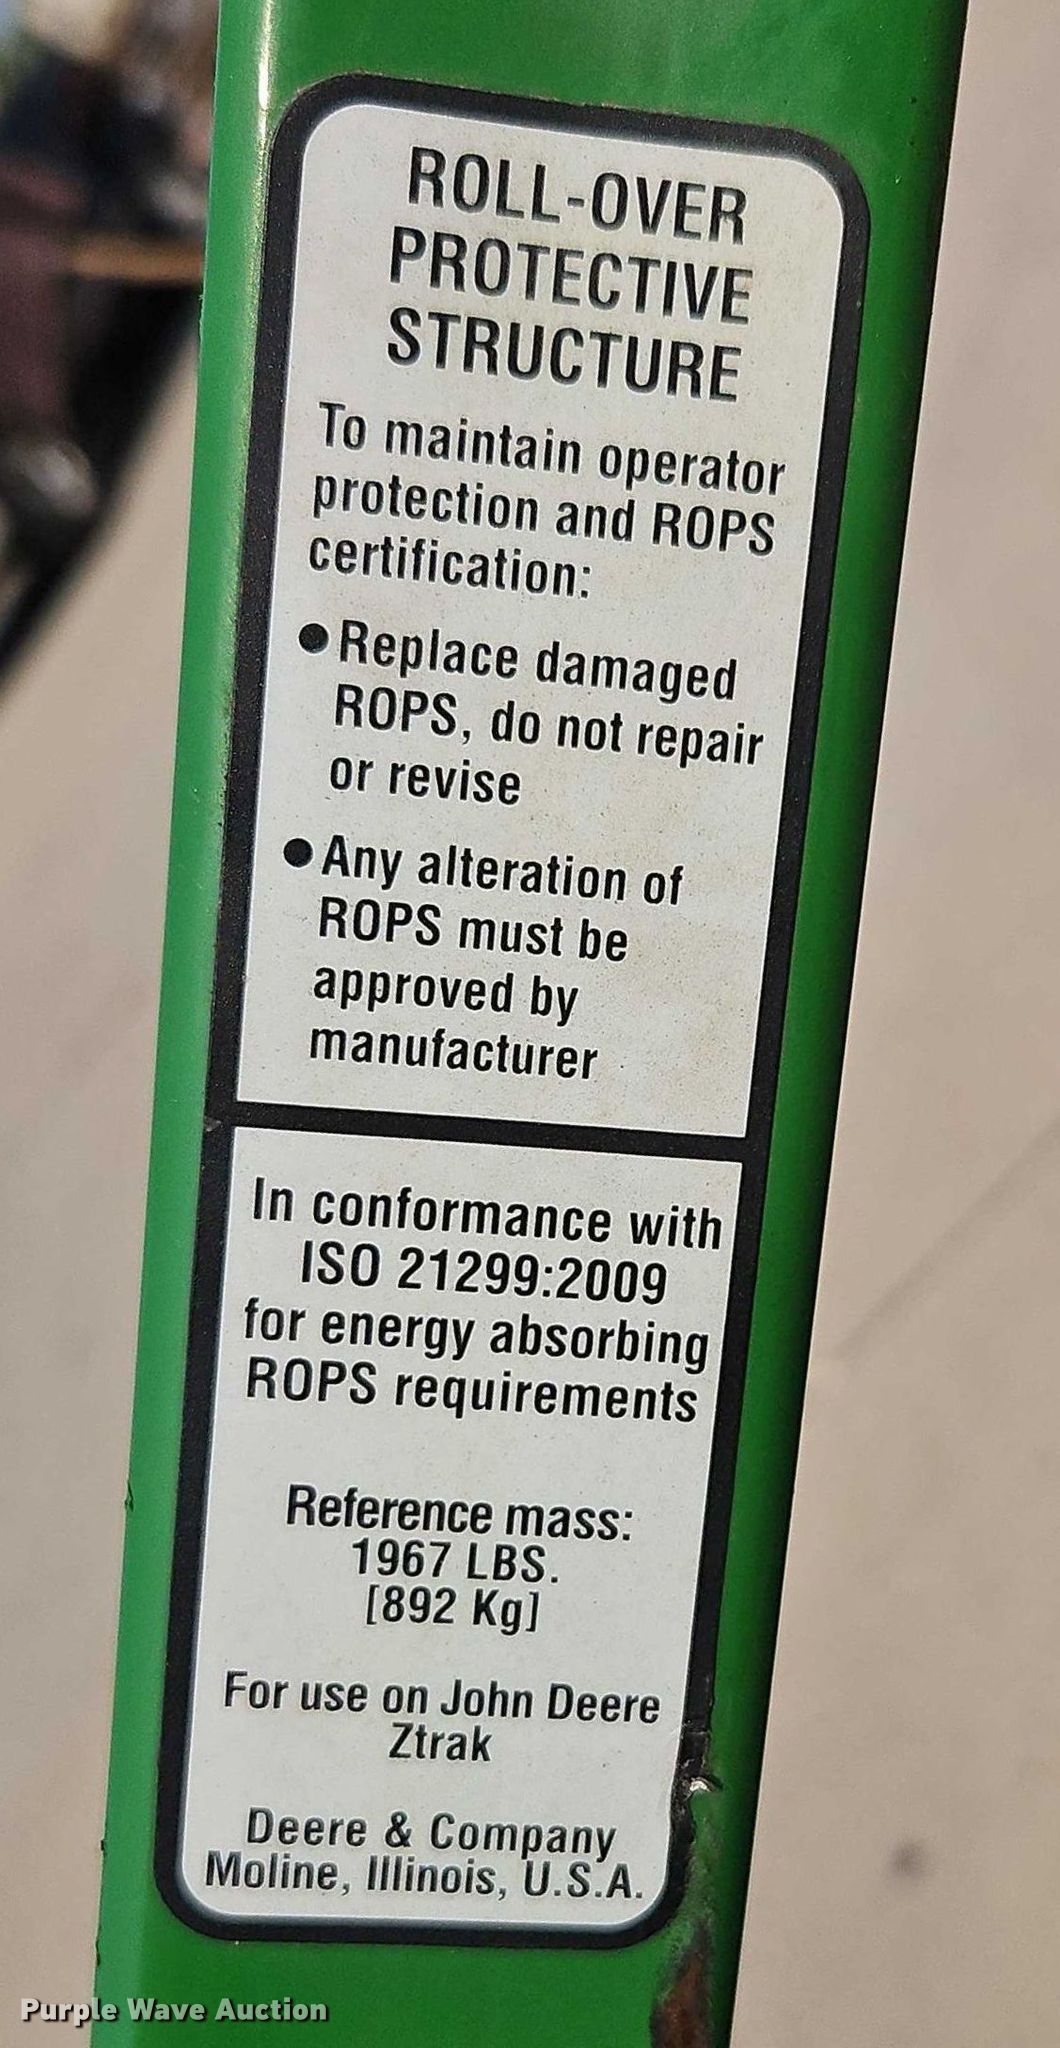 ROLL-OVER
PROTECTIVE
STRUCTURE
To maintain operator
protection and ROPS
certification:
● Replace damaged
ROPS, do not repair
or revise
● Any alteration of
ROPS must be
approved by
manufacturer
In conformance with
ISO 21299:2009
for energy absorbing
ROPS requirements
Reference mass:
1967 LBS.
[892 Kg]
For use on John Deere
Ztrak
Deere & Company
Moline, Illinois, U.S.A.
Purple Wave Auction